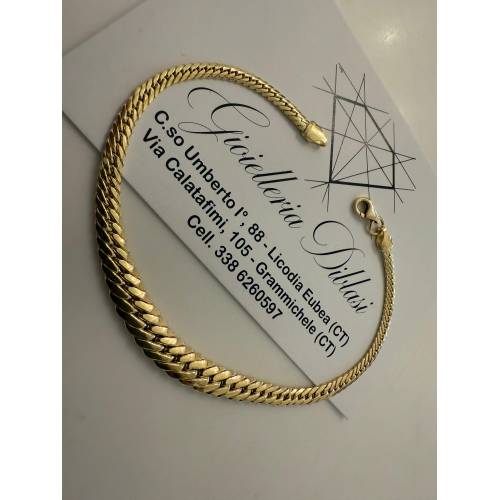 Gioielleria Diblasi
C.so Umberto I°, 88 - Licodia Eubea (CT)
Via Calatafimi, 105 - Grammichele (CT)
Cell. 338 6260597